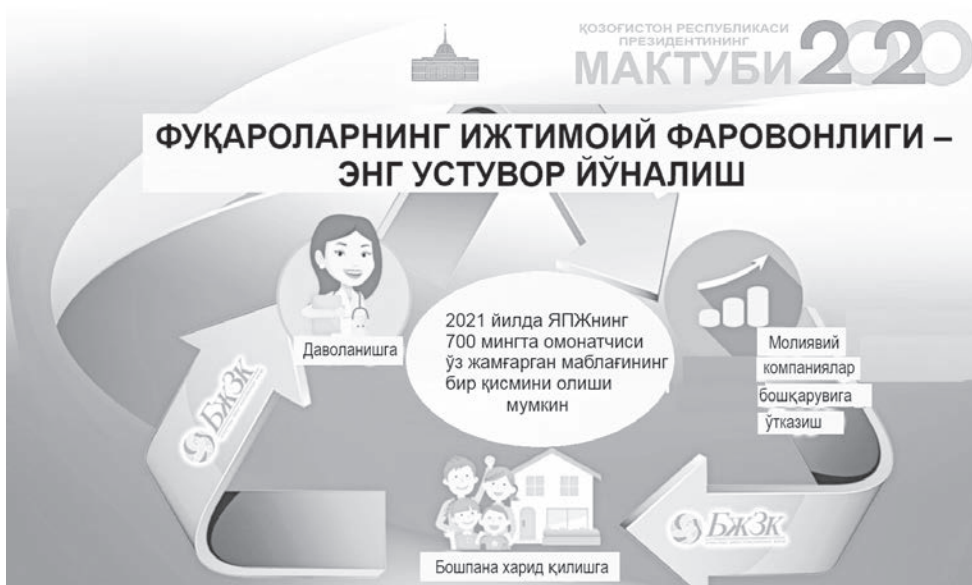 ҚОЗОҒИСТОН РЕСПУБЛИКАСИ
ПРЕЗИДЕНТИНИНГ
МАКТУБИ 2020
ФУҚАРОЛАРНИНГ ИЖТИМОИЙ ФАРОВОНЛИГИ –
ЭНГ УСТУВОР ЙЎНАЛИШ
Даволанишга
2021 йилда ЯПЖнинг
700 мингта омонатчиси
ўз жамғарган маблағининг
бир қисмини олиши
мумкин
Молиявий
компаниялар
бошқарувига
ўтказиш
БжЗк
БжЗк
Бошпана харид қилишга